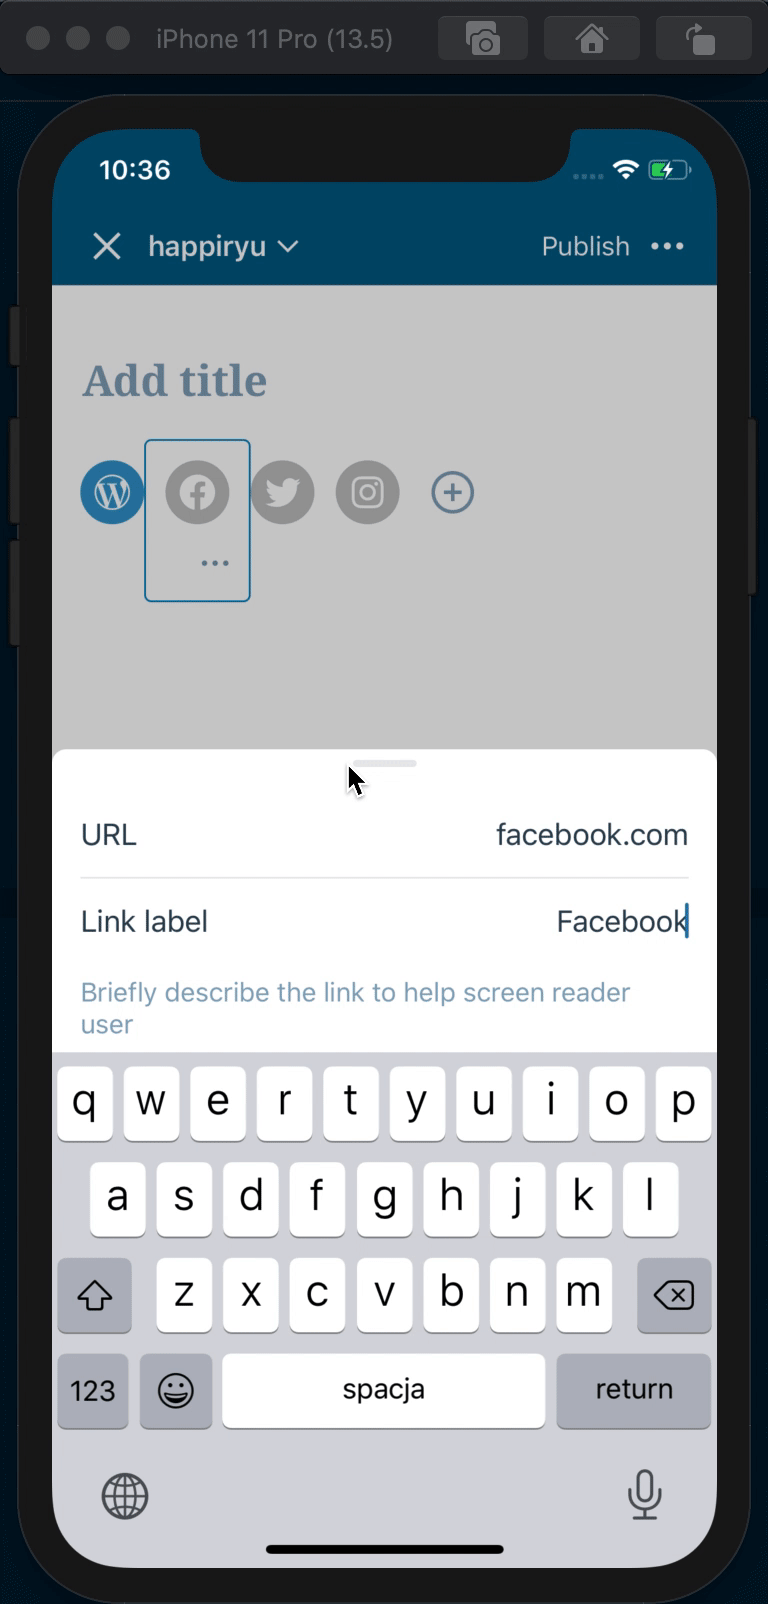 iPhone 11 Pro (13.5)
10:36
happiryu
Publish
Add title
URL
facebook.com
Link label
Facebook
Briefly describe the link to help screen reader
user
q w e r t y u i o p
a s d f g h j k l
z x c v b n m
123
spacja
return